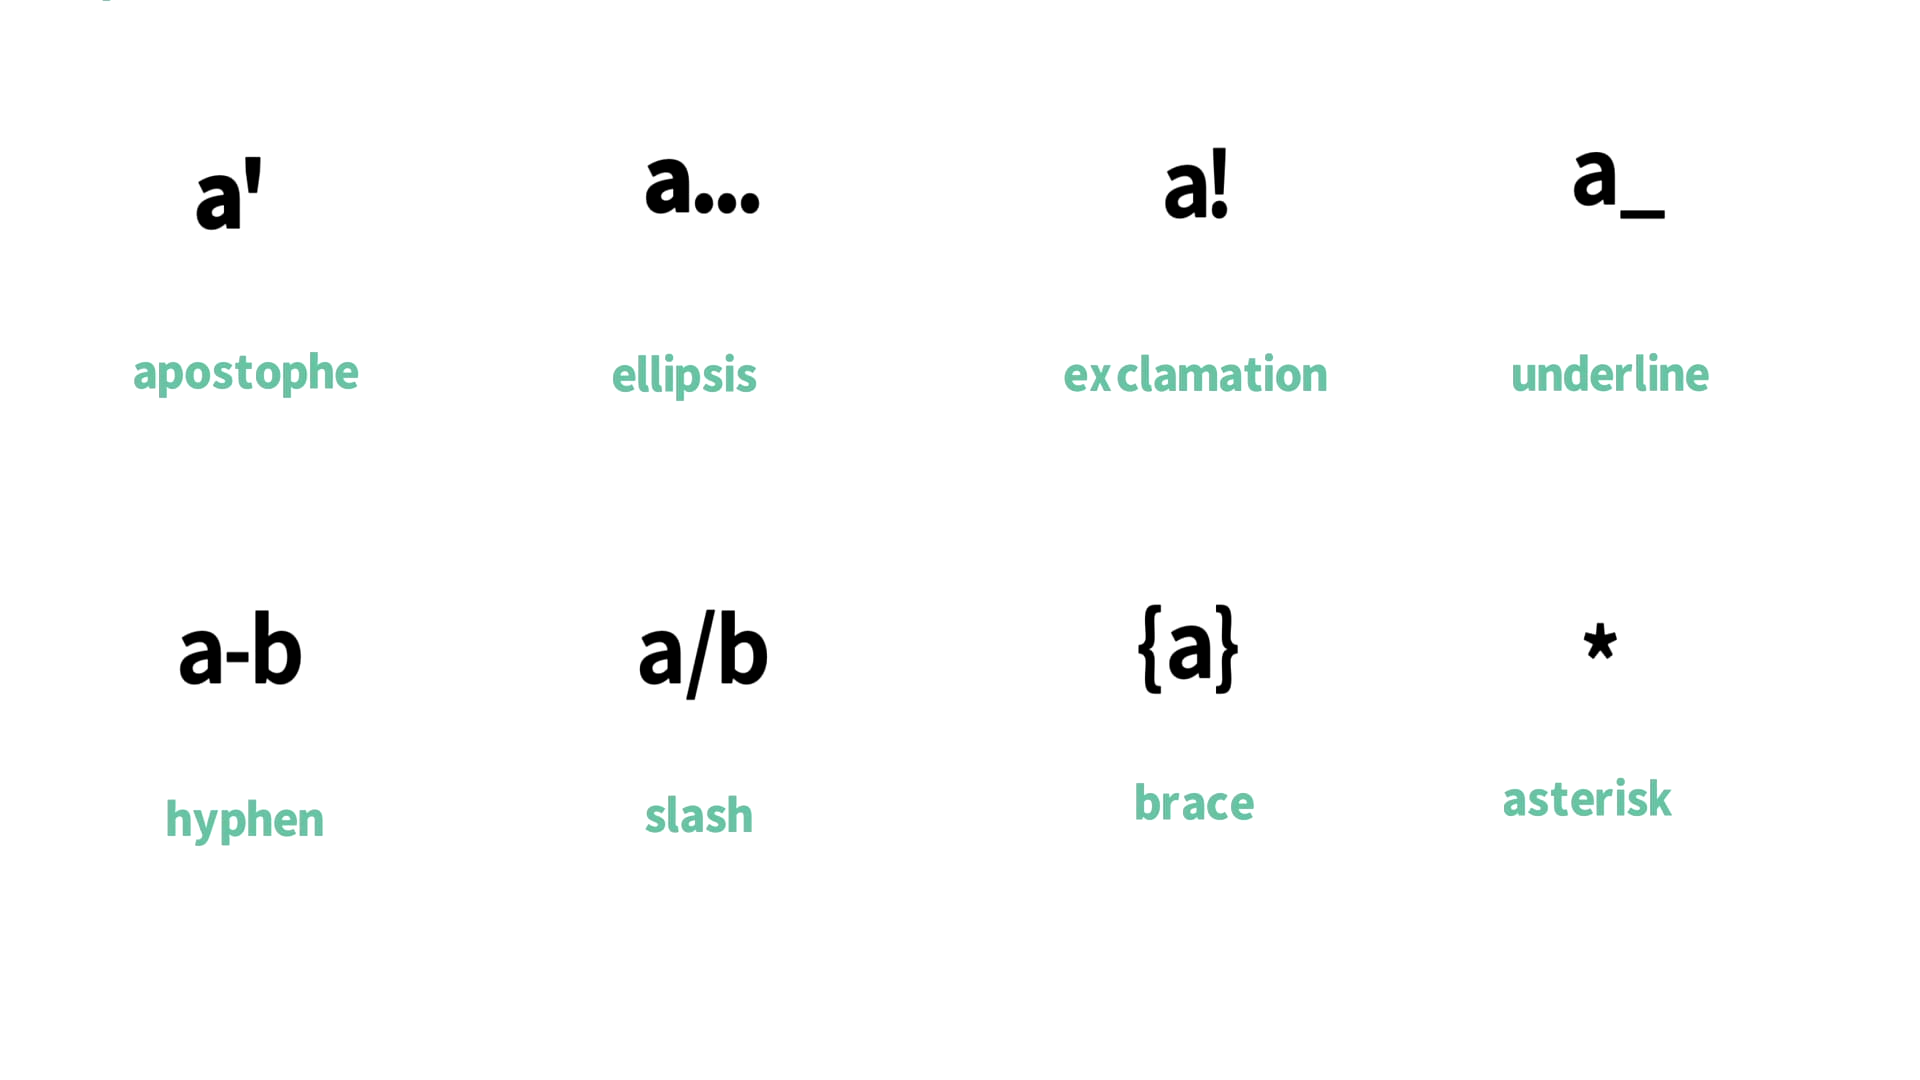 a' a... a! a_
apostophe ellipsis exclamation underline
a-b a/b {a} *
hyphen slash brace asterisk